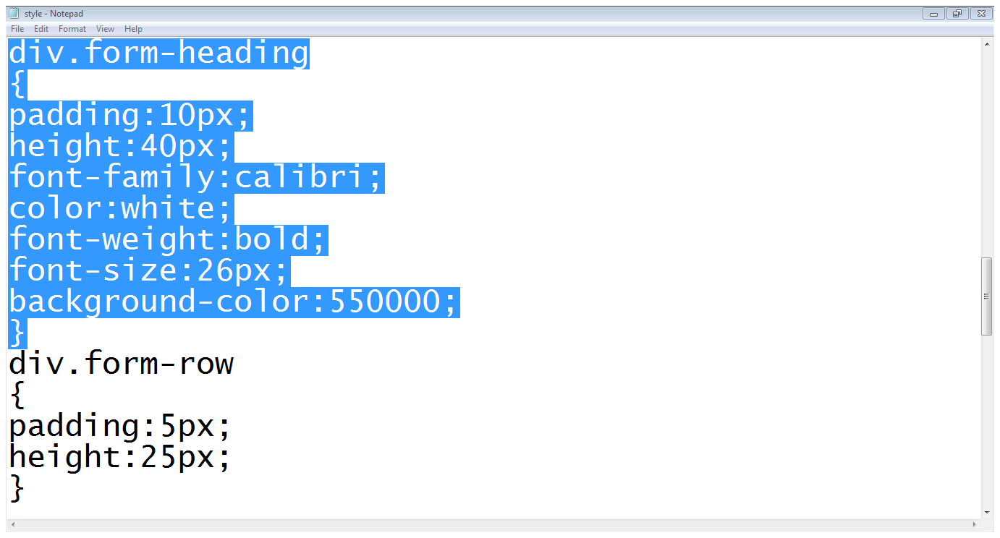 style - Notepad
File Edit Format View Help
div.form-heading
{
padding:10px;
height:40px;
font-family:calibri;
color:white;
font-weight:bold;
font-size:26px;
background-color:550000;
}
div.form-row
{
padding:5px;
height:25px;
}